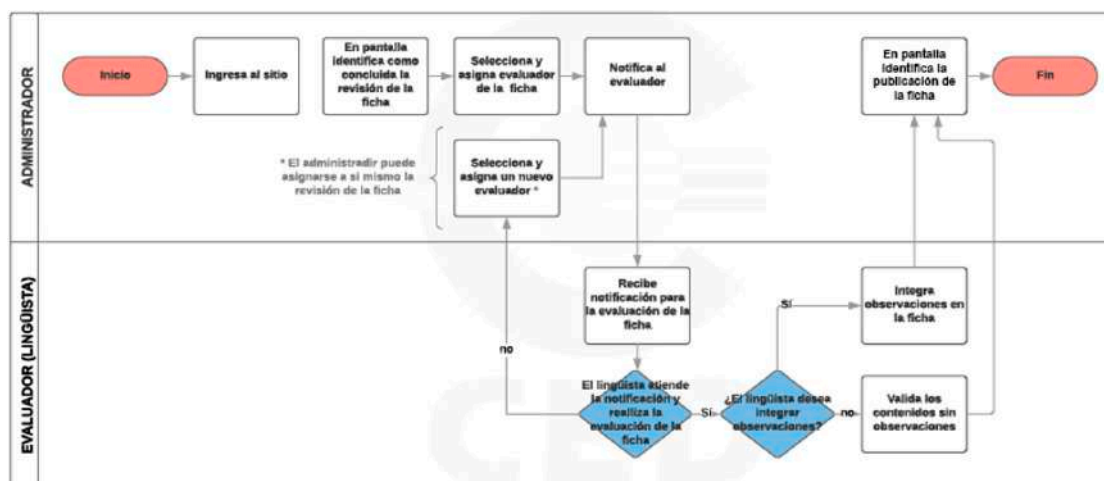 ADMINISTRADOR
Inicio
Ingresa al sitio
En pantalla
identifica como
concluida la
revisión de la ficha
Selecciona y
asigna evaluador
de la ficha
Notifica al
evaluador
En pantalla
identifica la
publicación de
la ficha
Fin
* El administradir puede
asignarse a si mismo la
revisión de la ficha
Selecciona y
asigna un nuevo
evaluador *
EVALUADOR (LINGÜISTA)
Recibe
notificación para
la evaluación de la
ficha
Sí
Integra
observaciones en
la ficha
no
El lingüista atiende
la notificación y
realliza la
evaluación de la
ficha
Sí
¿El lingüista desea
integrar
observaciones?
no
Valida los
contenidos sin
observaciones
CED